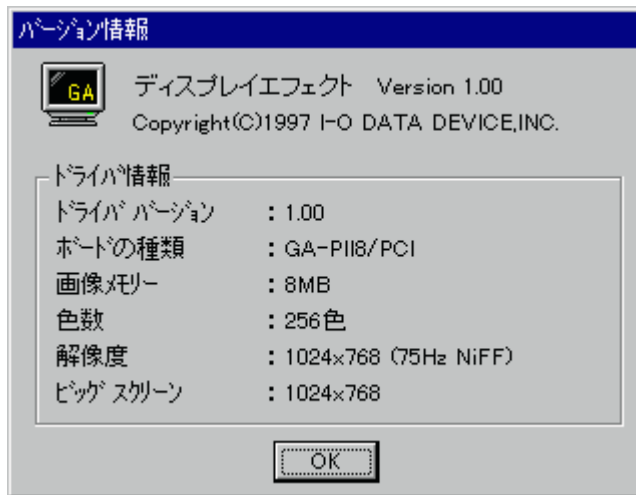 ﾊﾞｰｼﾞｮﾝ情報
GA
ディスプレイエフェクト Version 1.00
Copyright(C)1997 I-O DATA DEVICE,INC.
ﾄﾞﾗｲﾊﾞ情報
ﾄﾞﾗｲﾊﾞ ﾊﾞｰｼﾞｮﾝ : 1.00
ﾎﾞｰﾄﾞの種類 : GA-PII8/PCI
画像ﾒﾓﾘｰ : 8MB
色数 : 256色
解像度 : 1024×768 (75Hz NiFF)
ﾋﾞｯｸﾞ ｽｸﾘｰﾝ : 1024×768
OK